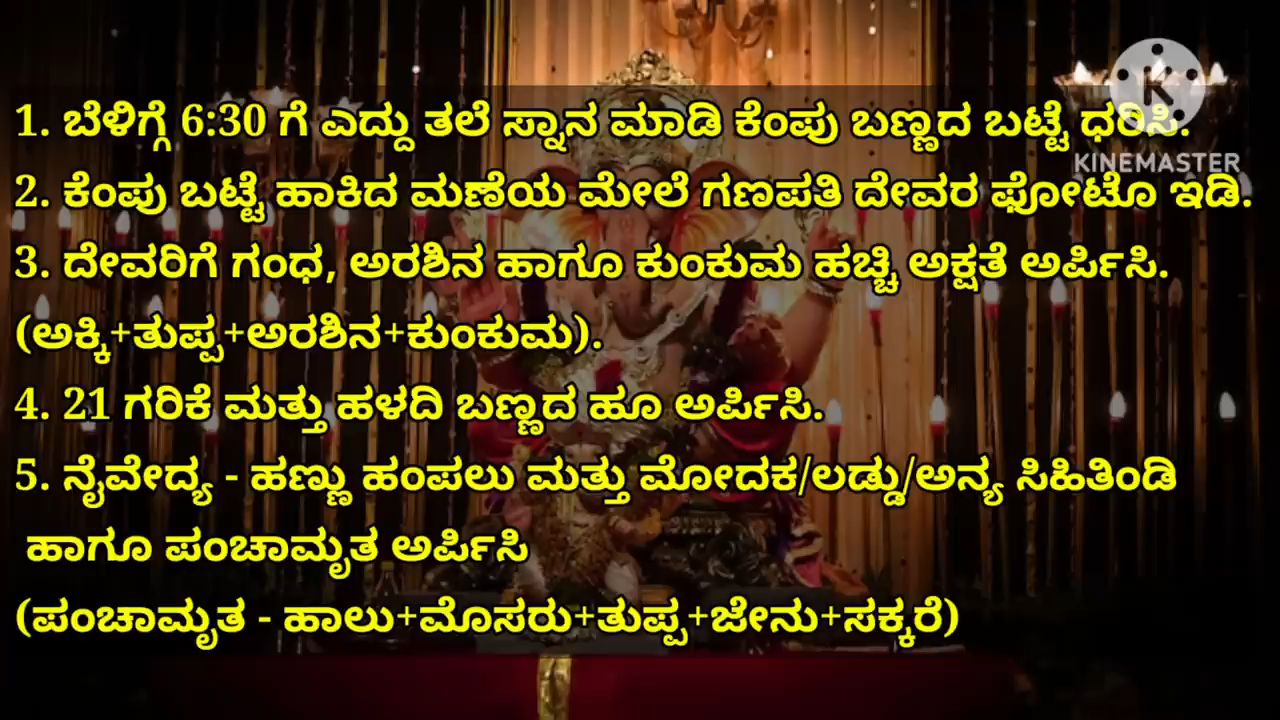 1. ಬೆಳಿಗ್ಗೆ 6:30 ಗೆ ಎದ್ದು ತಲೆ ಸ್ನಾನ ಮಾಡಿ ಕೆಂಪು ಬಣ್ಣದ ಬಟ್ಟೆ ಧರಿಸಿ.
KINEMASTER
2. ಕೆಂಪು ಬಟ್ಟೆ ಹಾಕಿದ ಮಣೆಯ ಮೇಲೆ ಗಣಪತಿ ದೇವರ ಫೋಟೊ ಇಡಿ.
3. ದೇವರಿಗೆ ಗಂಧ, ಅರಶಿನ ಹಾಗೂ ಕುಂಕುಮ ಹಚ್ಚಿ ಅಕ್ಷತೆ ಅರ್ಪಿಸಿ.
(ಅಕ್ಕಿ+ತುಪ್ಪ+ಅರಶಿನ+ಕುಂಕುಮ).
4. 21 ಗರಿಕೆ ಮತ್ತು ಹಳದಿ ಬಣ್ಣದ ಹೂ ಅರ್ಪಿಸಿ.
5. ನೈವೇದ್ಯ - ಹಣ್ಣು ಹಂಪಲು ಮತ್ತು ಮೋದಕ/ಲಡ್ಡು/ಅನ್ಯ ಸಿಹಿತಿಂಡಿ
ಹಾಗೂ ಪಂಚಾಮೃತ ಅರ್ಪಿಸಿ
(ಪಂಚಾಮೃತ - ಹಾಲು+ಮೊಸರು+ತುಪ್ಪ+ಜೇನು+ಸಕ್ಕರೆ)